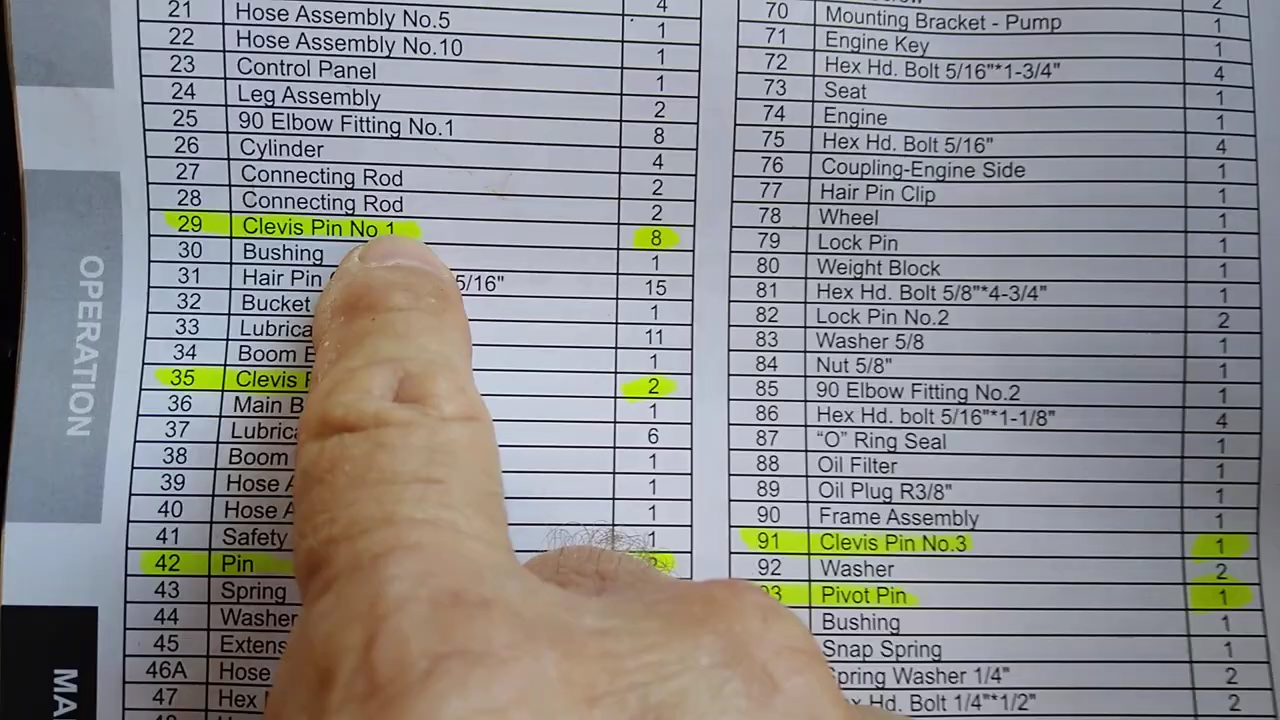 4
21 Hose Assembly No.5 1
22 Hose Assembly No.10 1
23 Control Panel 1
24 Leg Assembly 2
25 90 Elbow Fitting No.1 8
26 Cylinder 4
27 Connecting Rod 2
28 Connecting Rod 2
29 Clevis Pin No.1 8
30 Bushing 1
31 Hair Pin 5/16" 15
32 Bucket 1
33 11
34 Boom 1
35 Clevis 2
36 Main 1
37 6
38 Boom 1
39 Hose 1
40 Hose 1
41 Safety 1
42 Pin
43 Spring
44 Washer
45
46A Hose
47 Hex
2
70 Mounting Bracket - Pump 1
71 Engine Key 1
72 Hex Hd. Bolt 5/16"*1-3/4" 4
73 Seat 1
74 Engine 1
75 Hex Hd. Bolt 5/16" 4
76 Coupling-Engine Side 1
77 Hair Pin Clip 1
78 Wheel 1
79 Lock Pin 1
80 Weight Block 1
81 Hex Hd. Bolt 5/8"*4-3/4" 1
82 Lock Pin No.2 2
83 Washer 5/8 1
84 Nut 5/8" 1
85 90 Elbow Fitting No.2 1
86 Hex Hd. bolt 5/16"*1-1/8" 4
87 “O” Ring Seal 1
88 Oil Filter 1
89 Oil Plug R3/8" 1
90 Frame Assembly 1
91 Clevis Pin No.3 1
92 Washer 2
Pivot Pin 1
Bushing 1
Snap Spring 1
Spring Washer 1/4" 2
Hd. Bolt 1/4"*1/2" 2
OPERATION